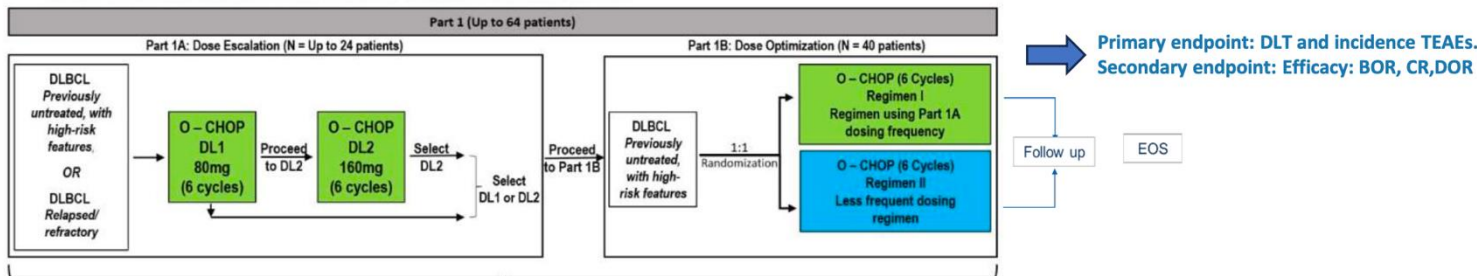 Part 1 (Up to 64 patients)
Part 1A: Dose Escalation (N = Up to 24 patients)
DLBCL
Previously
untreated, with
high-risk
features,
OR
DLBCL
Relapsed/
refractory
O – CHOP
DL1
80mg
(6 cycles)
Proceed
to DL2
O – CHOP
DL2
160mg
(6 cycles)
Select
DL2
Select
DL1 or DL2
Proceed
to Part 1B
Part 1B: Dose Optimization (N = 40 patients)
DLBCL
Previously
untreated,
with high-
risk features
1:1
Randomization
O – CHOP (6 Cycles)
Regimen I
Regimen using Part 1A
dosing frequency
O – CHOP (6 Cycles)
Regimen II
Less frequent dosing
regimen
Follow up
EOS
Primary endpoint: DLT and incidence TEAEs.
Secondary endpoint: Efficacy: BOR, CR,DOR